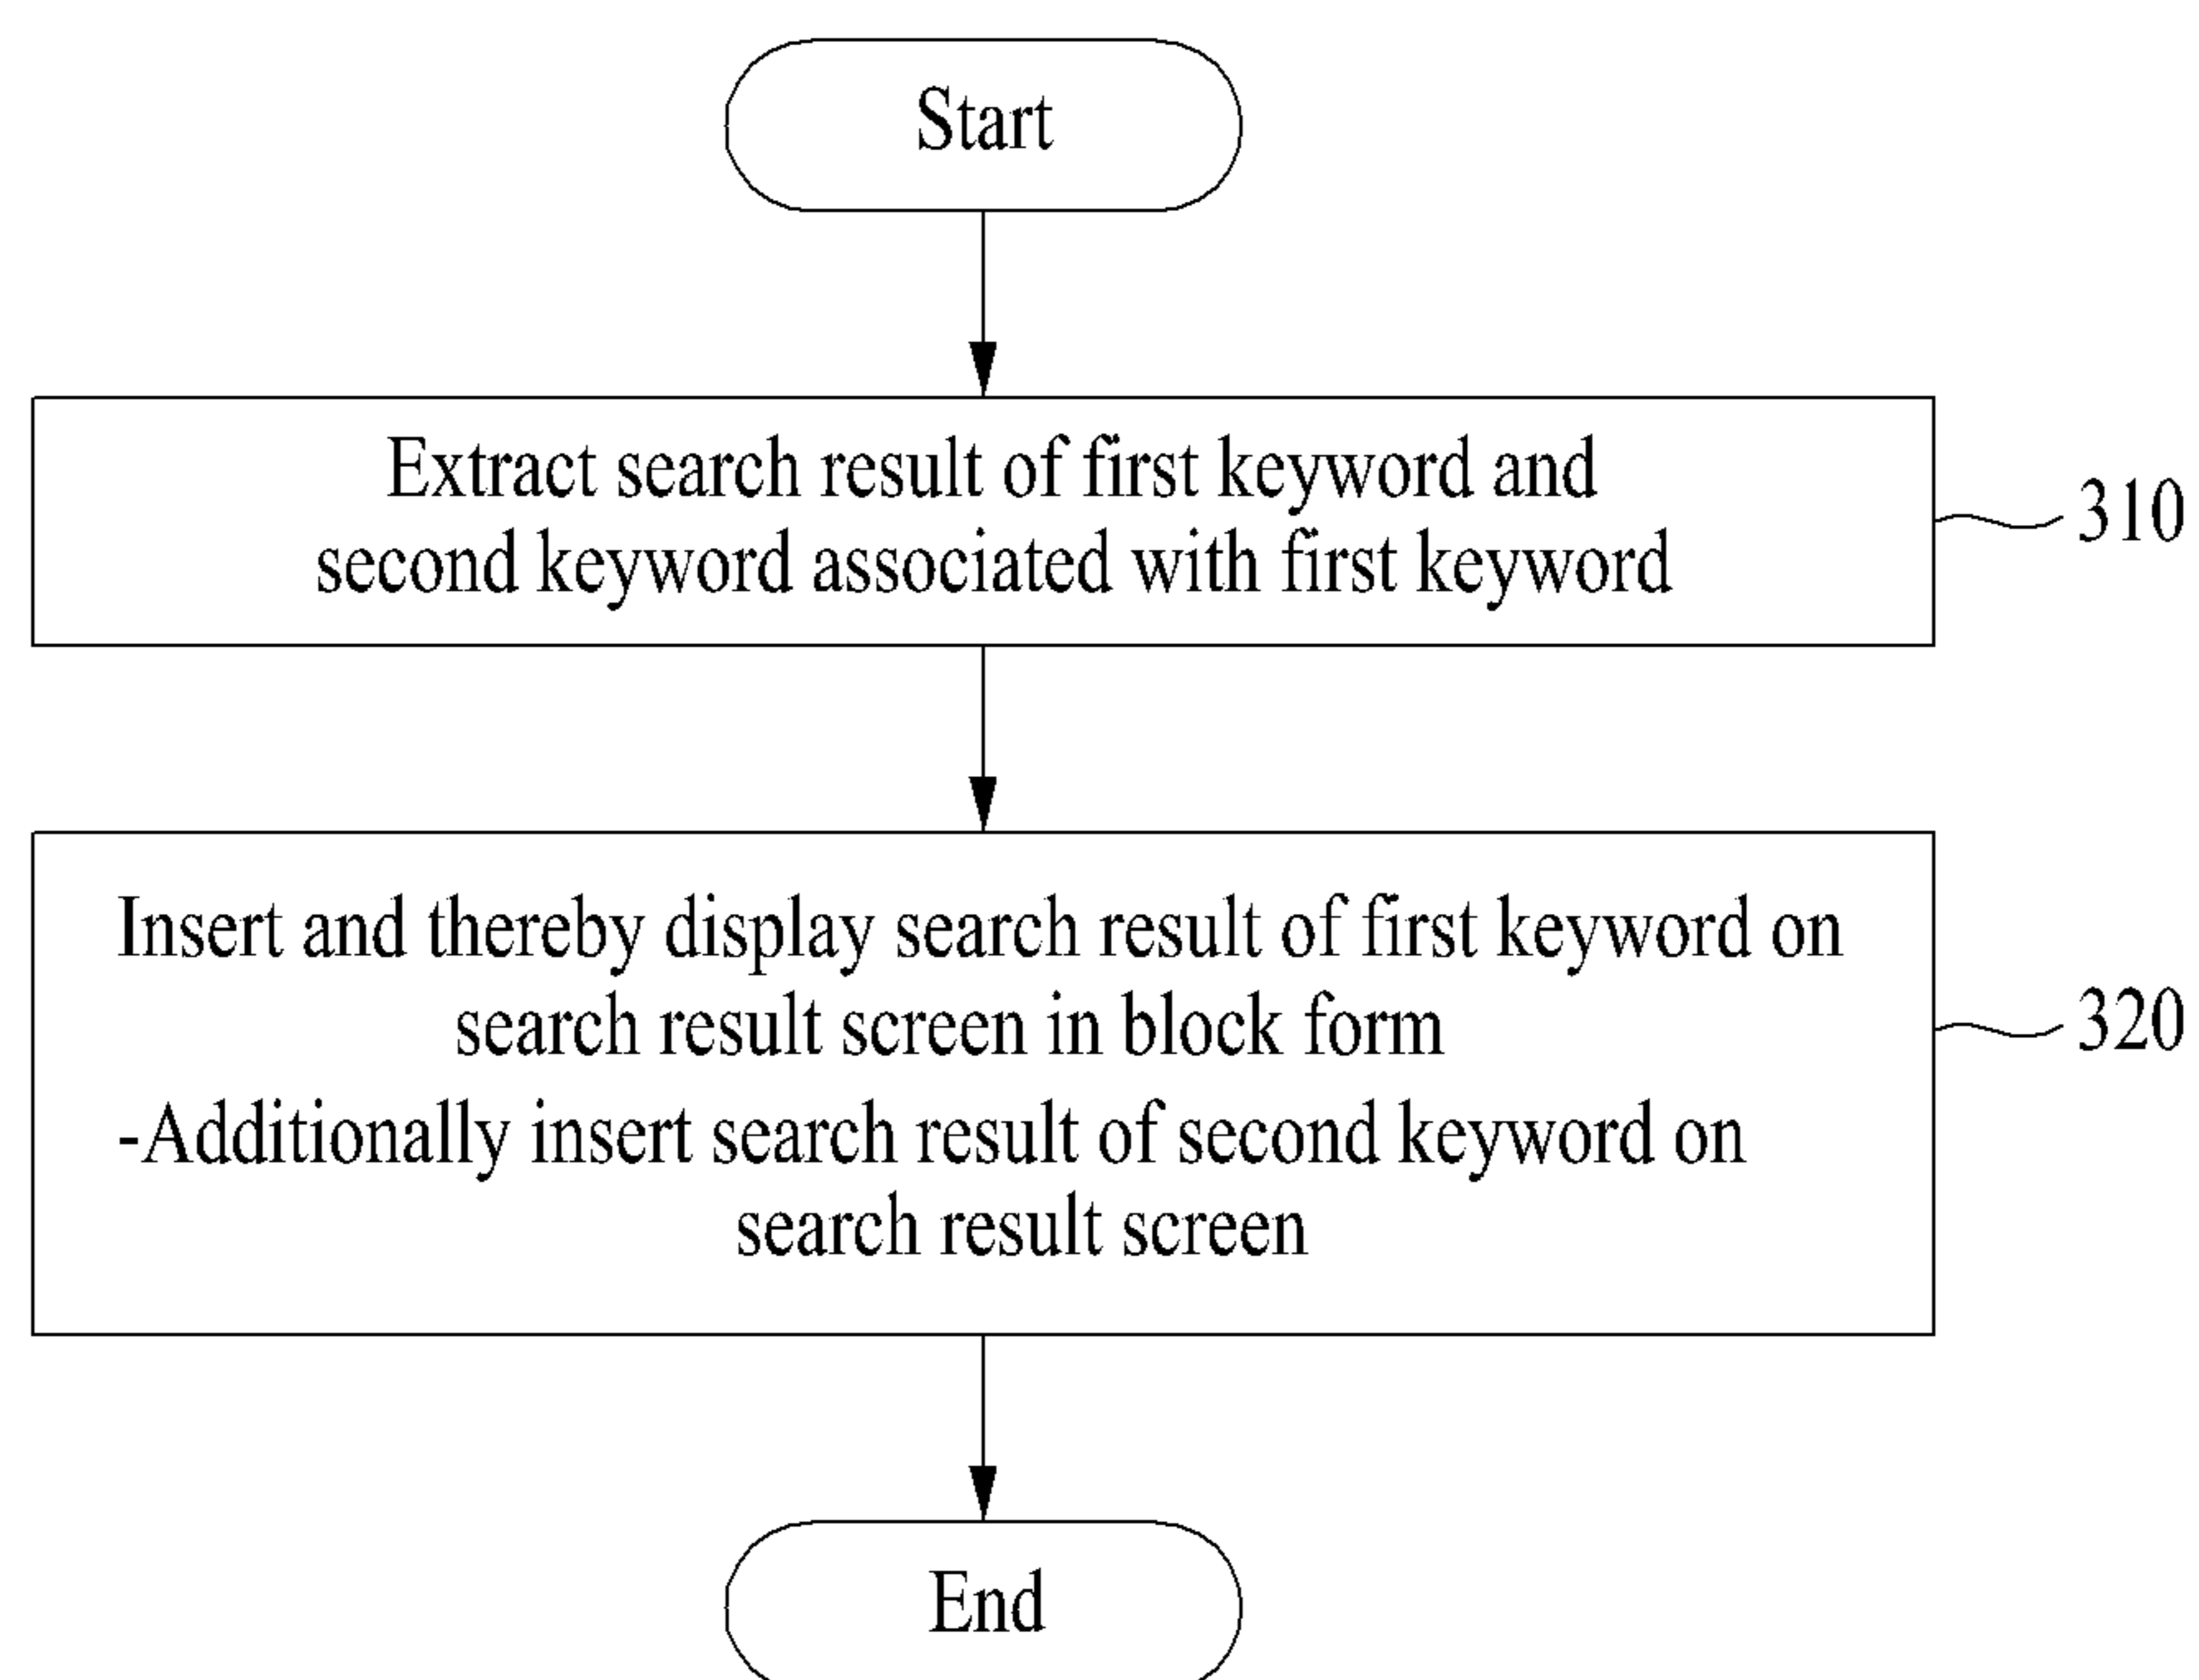 Start
Extract search result of first keyword and
second keyword associated with first keyword
310
Insert and thereby display search result of first keyword on
search result screen in block form
-Additionally insert search result of second keyword on
search result screen
320
End